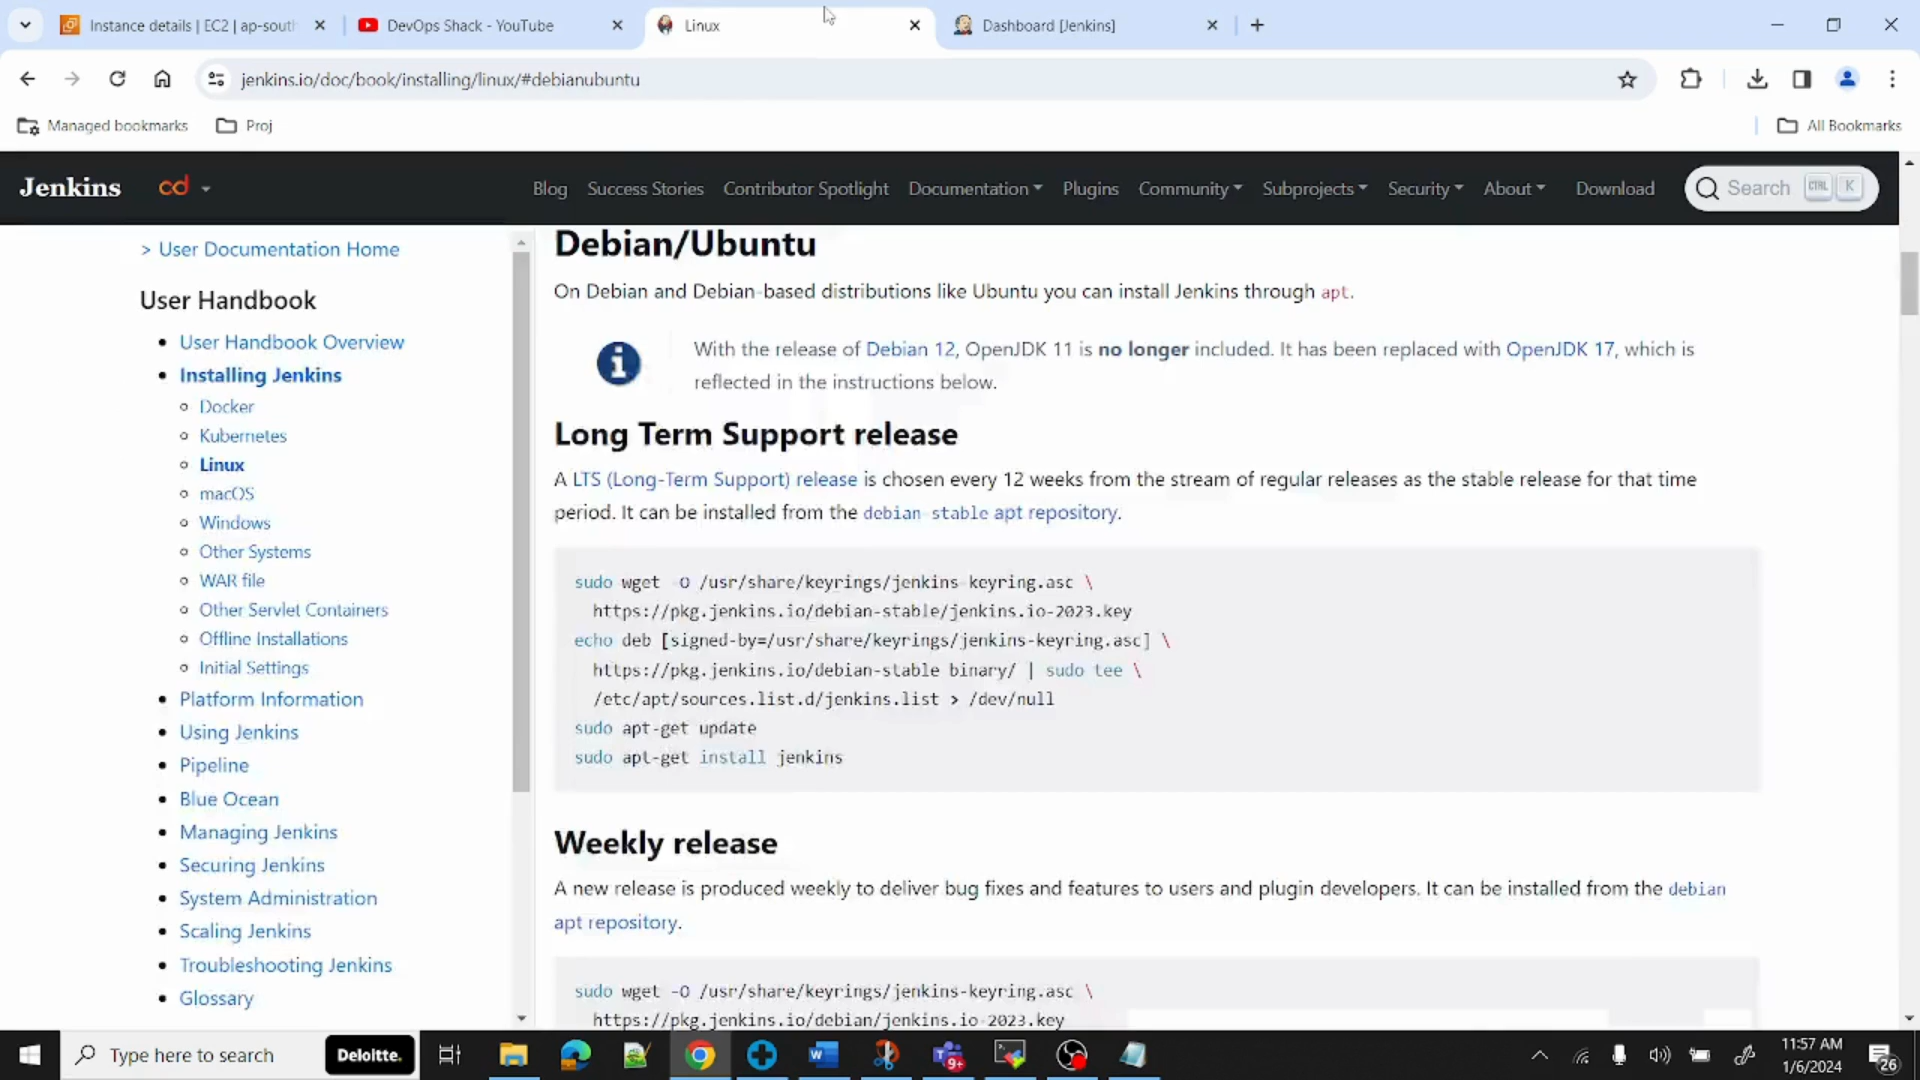 Instance details | EC2 | ap-sout
DevOps Shack - YouTube
Linux
Dashboard [Jenkins]
jenkins.io/doc/book/installing/linux/#debianubuntu
Managed bookmarks
Proj
All Bookmarks
Jenkins
cd
Blog
Success Stories
Contributor Spotlight
Documentation
Plugins
Community
Subprojects
Security
About
Download
Search
CTRL
K
> User Documentation Home
User Handbook
User Handbook Overview
Installing Jenkins
Docker
Kubernetes
Linux
macOS
Windows
Other Systems
WAR file
Other Servlet Containers
Offline Installations
Initial Settings
Platform Information
Using Jenkins
Pipeline
Blue Ocean
Managing Jenkins
Securing Jenkins
System Administration
Scaling Jenkins
Troubleshooting Jenkins
Glossary
Debian/Ubuntu
On Debian and Debian-based distributions like Ubuntu you can install Jenkins through apt.
With the release of Debian 12, OpenJDK 11 is no longer included. It has been replaced with OpenJDK 17, which is
reflected in the instructions below.
Long Term Support release
A LTS (Long-Term Support) release is chosen every 12 weeks from the stream of regular releases as the stable release for that time
period. It can be installed from the debian-stable apt repository.
sudo wget -O /usr/share/keyrings/jenkins-keyring.asc \
https://pkg.jenkins.io/debian-stable/jenkins.io-2023.key
echo deb [signed-by=/usr/share/keyrings/jenkins-keyring.asc] \
https://pkg.jenkins.io/debian-stable binary/ | sudo tee \
/etc/apt/sources.list.d/jenkins.list > /dev/null
sudo apt-get update
sudo apt-get install jenkins
Weekly release
A new release is produced weekly to deliver bug fixes and features to users and plugin developers. It can be installed from the debian
apt repository.
sudo wget -O /usr/share/keyrings/jenkins-keyring.asc \
https://pkg.jenkins.io/debian/jenkins.io-2023.key
Type here to search
Deloitte.
9+
11:57 AM
1/6/2024
26